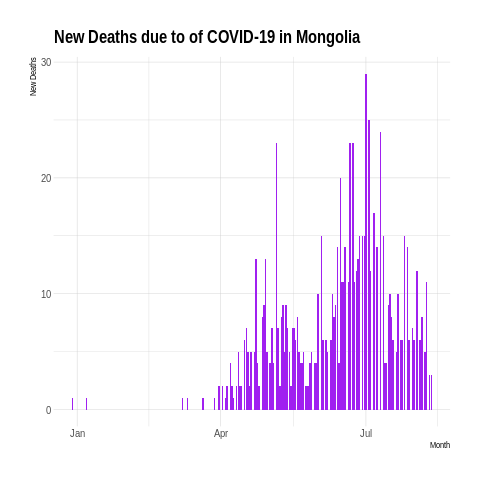 New Deaths due to of COVID-19 in Mongolia
New Deaths
30
20
10
0
Jan Apr Jul
Month